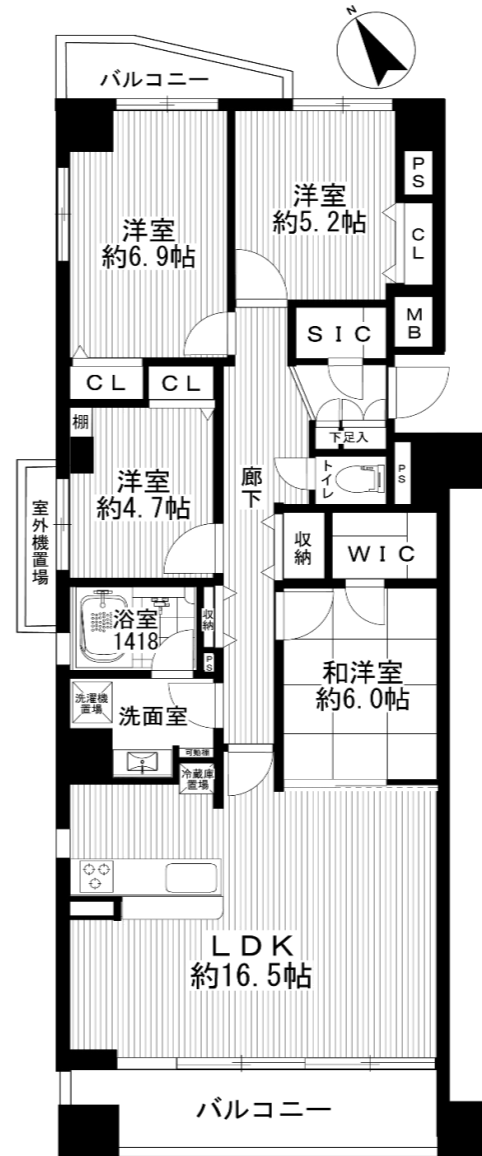 N
バルコニー
洋室
約6.9帖
洋室
約5.2帖
PS
CL
MB
SIC
CL
CL
棚
下足入
トイレ
PS
洋室
約4.7帖
廊下
室外機置場
収納
WIC
浴室
1418
収納
PS
和洋室
約6.0帖
洗濯機
置場
洗面室
可動棚
冷蔵庫
置場
LDK
約16.5帖
バルコニー